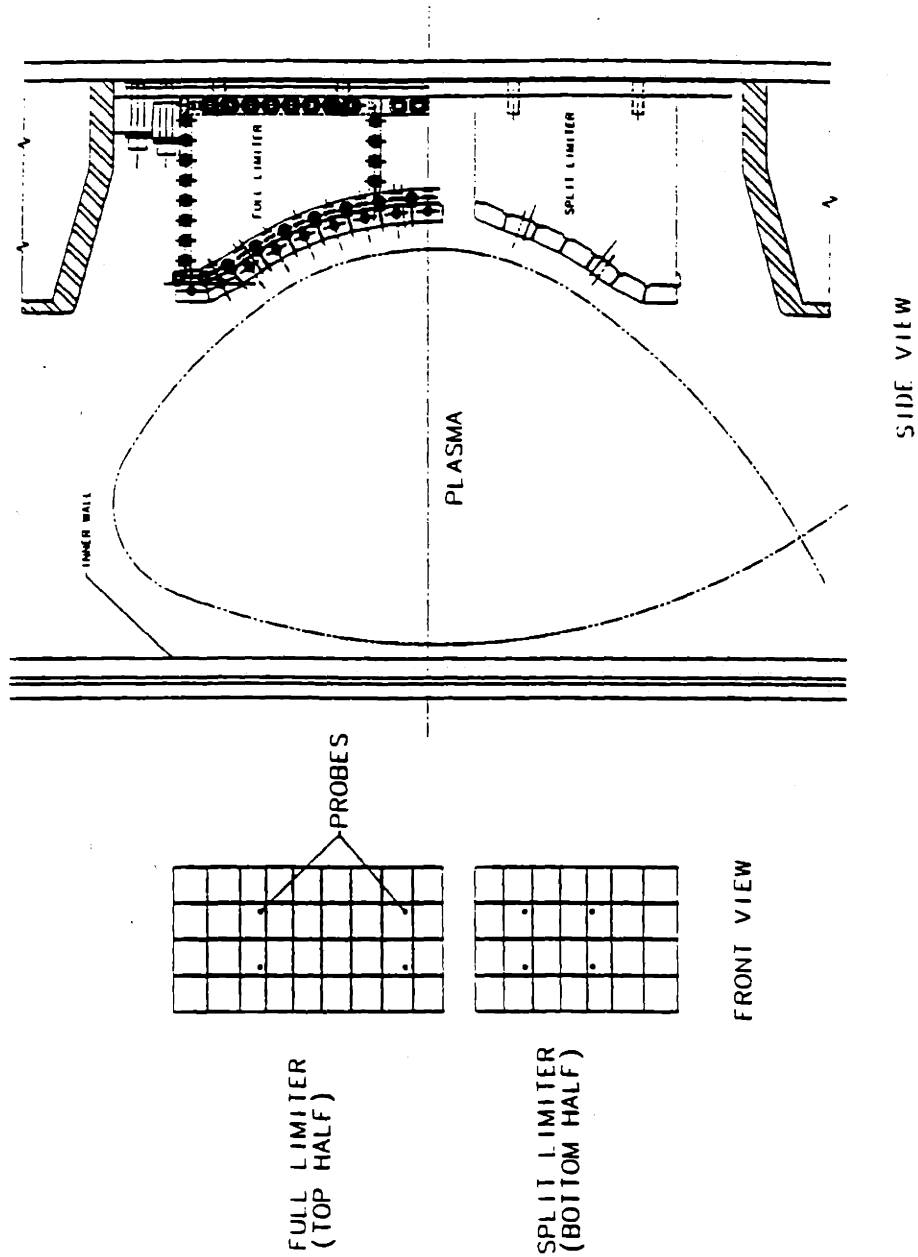 FULL LIMITER
SPLIT LIMITER
INNER WALL
PLASMA
SIDE VIEW
PROBES
FRONT VIEW
FULL LIMITER
(TOP HALF)
SPLIT LIMITER
(BOTTOM HALF)